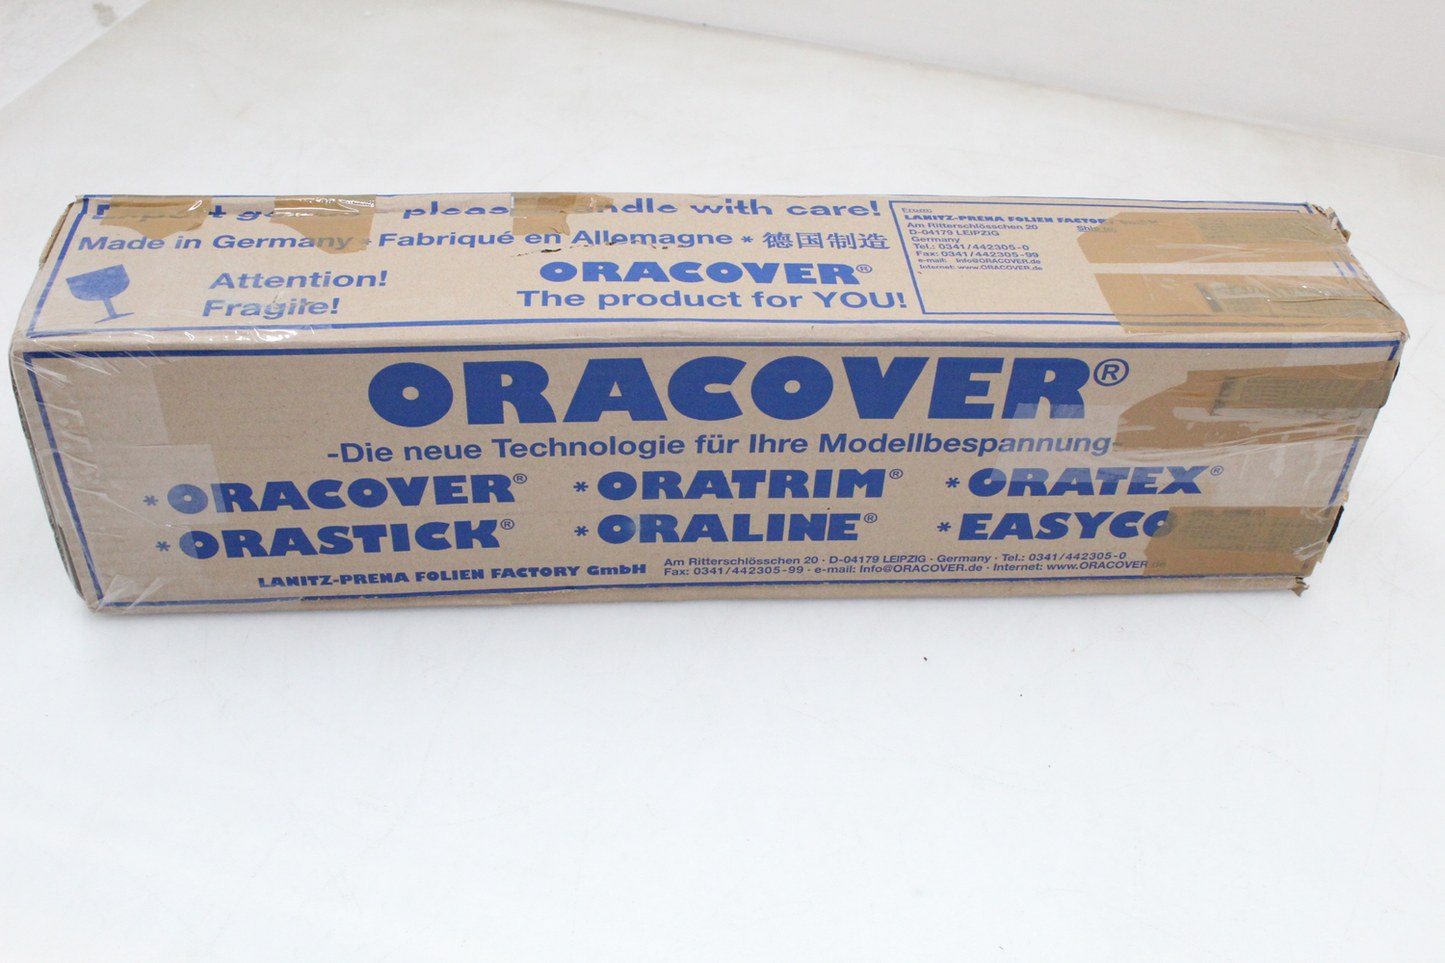 please handle with care!
Made in Germany * Fabriqué en Allemagne * 德国制造
Attention!
Fragile!
ORACOVER®
The product for YOU!
From:
LANITZ-PRENA FOLIEN FACTORY
Am Ritterschlösschen 20
D-04179 LEIPZIG
Germany
Tel.: 0341/442305-0
Fax: 0341/442305-99
e-mail: Info@ORACOVER.de
Internet: www.ORACOVER.de
ORACOVER®
-Die neue Technologie für Ihre Modellbespannung-
* ORACOVER® * ORATRIM® * ORATEX®
* ORASTICK® * ORALINE® * EASYCO
LANITZ-PRENA FOLIEN FACTORY GmbH
Am Ritterschlösschen 20 · D-04179 LEIPZIG · Germany · Tel.: 0341/442305-0
Fax: 0341/442305-99 · e-mail: Info@ORACOVER.de · Internet: www.ORACOVER.de